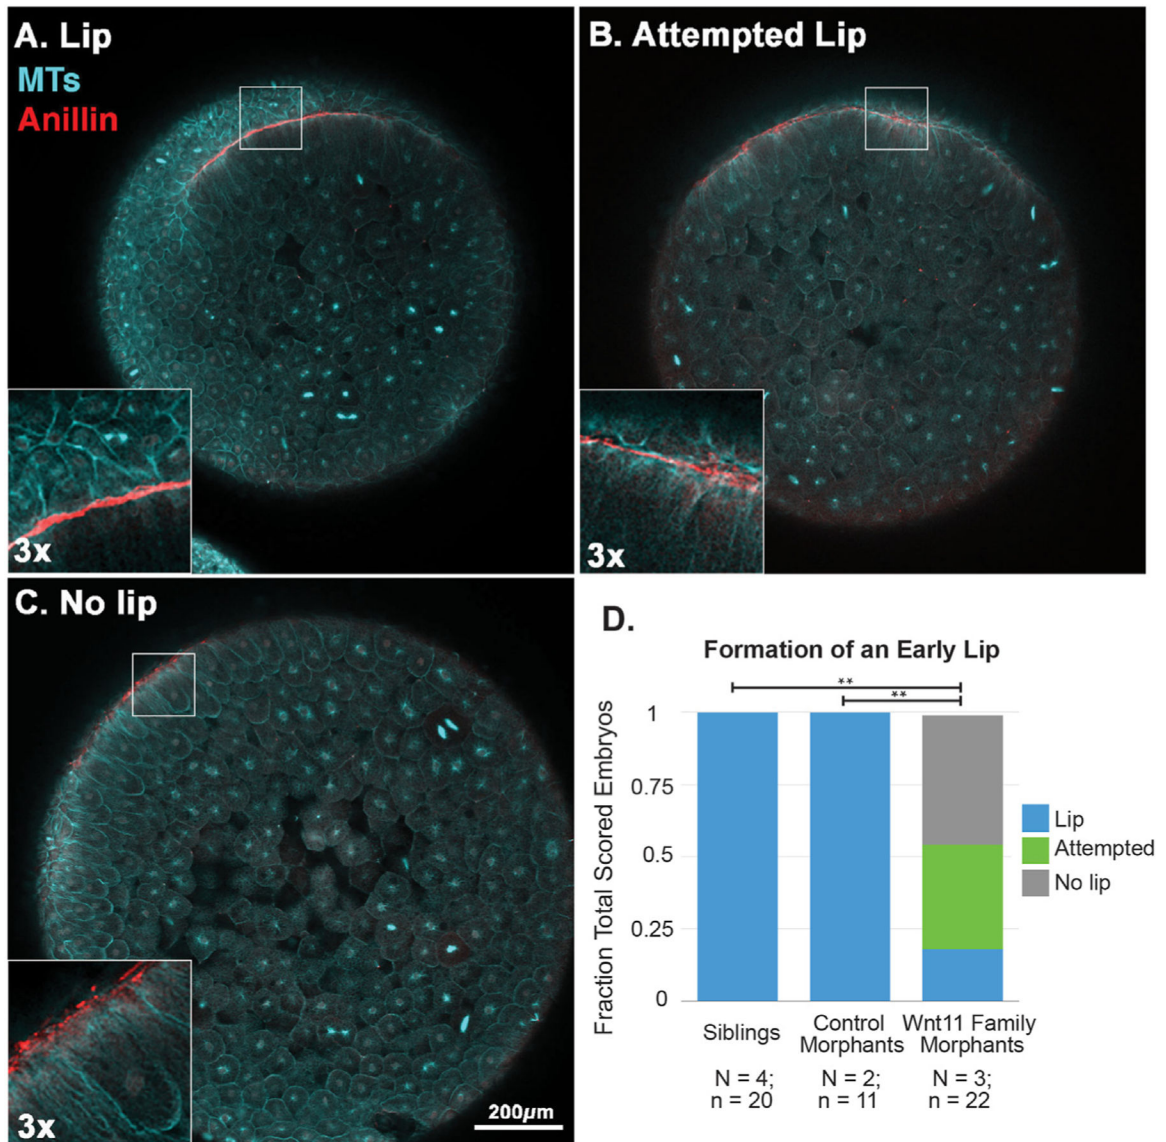 A. Lip
MTs
Anillin
3x
B. Attempted Lip
3x
C. No lip
3x
200µm
D.
Formation of an Early Lip
**
**
Fraction Total Scored Embryos
1
0.75
0.5
0.25
0
Siblings
Control
Morphants
Wnt11 Family
Morphants
N = 4;
n = 20
N = 2;
n = 11
N = 3;
n = 22
Lip
Attempted
No lip